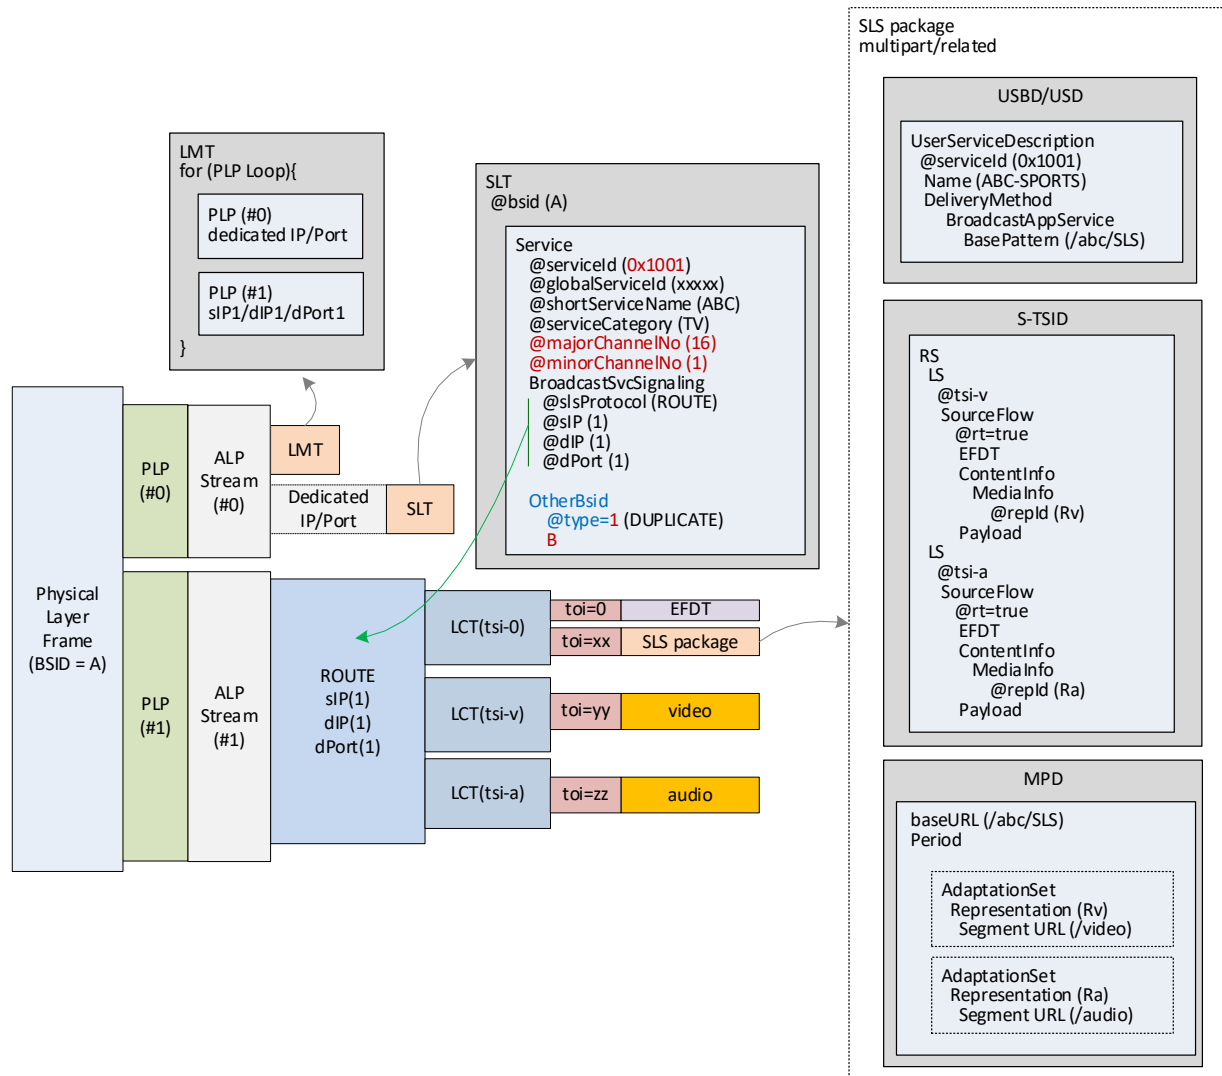 SLS package
multipart/related
USBD/USD
UserServiceDescription
@serviceId (0x1001)
Name (ABC-SPORTS)
DeliveryMethod
BroadcastAppService
BasePattern (/abc/SLS)
LMT
for (PLP Loop){
PLP (#0)
dedicated IP/Port
PLP (#1)
sIP1/dIP1/dPort1
}
SLT
@bsid (A)
Service
@serviceId (0x1001)
@globalServiceId (xxxxx)
@shortServiceName (ABC)
@serviceCategory (TV)
@majorChannelNo (16)
@minorChannelNo (1)
BroadcastSvcSignaling
@slsProtocol (ROUTE)
@sIP (1)
@dIP (1)
@dPort (1)
OtherBsid
@type=1 (DUPLICATE)
B
S-TSID
RS
LS
@tsi-v
SourceFlow
@rt=true
EFDT
ContentInfo
MediaInfo
@repId (Rv)
Payload
LS
@tsi-a
SourceFlow
@rt=true
EFDT
ContentInfo
MediaInfo
@repId (Ra)
Payload
Physical
Layer
Frame
(BSID = A)
PLP
(#0)
ALP
Stream
(#0)
LMT
Dedicated
IP/Port
SLT
PLP
(#1)
ALP
Stream
(#1)
ROUTE
sIP(1)
dIP(1)
dPort(1)
LCT(tsi-0)
toi=0
EFDT
toi=xx
SLS package
LCT(tsi-v)
toi=yy
video
LCT(tsi-a)
toi=zz
audio
MPD
baseURL (/abc/SLS)
Period
AdaptationSet
Representation (Rv)
Segment URL (/video)
AdaptationSet
Representation (Ra)
Segment URL (/audio)